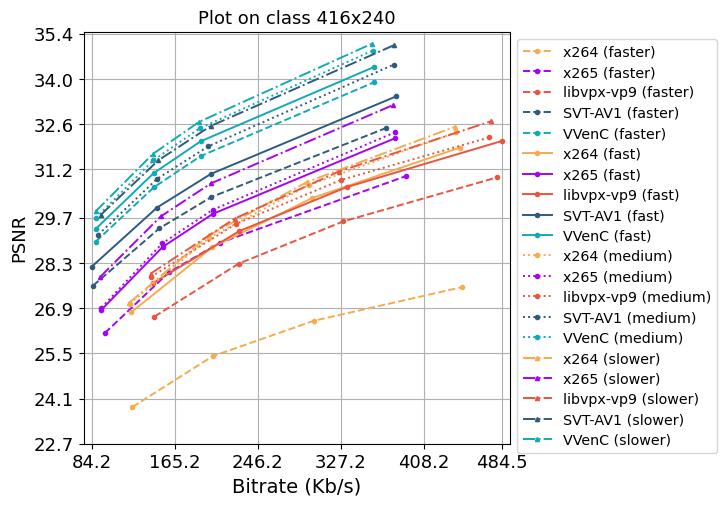 Plot on class 416x240
35.4
34.0
32.6
31.2
29.7
28.3
26.9
25.5
24.1
22.7
PSNR
84.2
165.2
246.2
327.2
408.2
484.5
Bitrate (Kb/s)
x264 (faster)
x265 (faster)
libvpx-vp9 (faster)
SVT-AV1 (faster)
VVenC (faster)
x264 (fast)
x265 (fast)
libvpx-vp9 (fast)
SVT-AV1 (fast)
VVenC (fast)
x264 (medium)
x265 (medium)
libvpx-vp9 (medium)
SVT-AV1 (medium)
VVenC (medium)
x264 (slower)
x265 (slower)
libvpx-vp9 (slower)
SVT-AV1 (slower)
VVenC (slower)